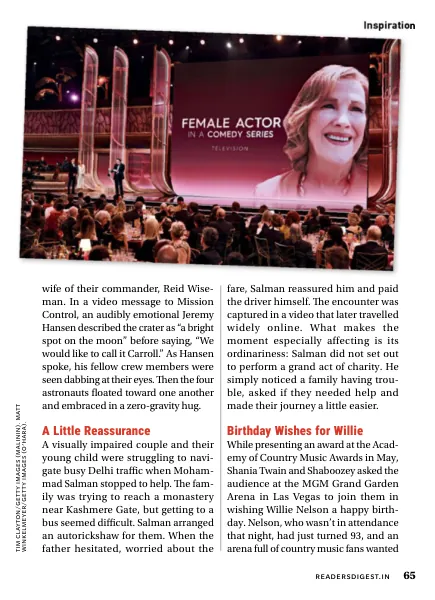 Inspiration
FEMALE ACTOR
IN A COMEDY SERIES
TELEVISION
wife of their commander, Reid Wise-
man. In a video message to Mission
Control, an audibly emotional Jeremy
Hansen described the crater as “a bright
spot on the moon” before saying, “We
would like to call it Carroll.” As Hansen
spoke, his fellow crew members were
seen dabbing at their eyes. Then the four
astronauts floated toward one another
and embraced in a zero-gravity hug.
A Little Reassurance
A visually impaired couple and their
young child were struggling to navi-
gate busy Delhi traffic when Moham-
mad Salman stopped to help. The fam-
ily was trying to reach a monastery
near Kashmere Gate, but getting to a
bus seemed difficult. Salman arranged
an autorickshaw for them. When the
father hesitated, worried about the
fare, Salman reassured him and paid
the driver himself. The encounter was
captured in a video that later travelled
widely online. What makes the
moment especially affecting is its
ordinariness: Salman did not set out
to perform a grand act of charity. He
simply noticed a family having trou-
ble, asked if they needed help and
made their journey a little easier.
Birthday Wishes for Willie
While presenting an award at the Acad-
emy of Country Music Awards in May,
Shania Twain and Shaboozey asked the
audience at the MGM Grand Garden
Arena in Las Vegas to join them in
wishing Willie Nelson a happy birth-
day. Nelson, who wasn’t in attendance
that night, had just turned 93, and an
arena full of country music fans wanted
TIM CLAYTON/GETTY IMAGES (MALININ). MATT
WINKELMEYER/GETTY IMAGES (O’HARA).
READERSDIGEST.IN 65